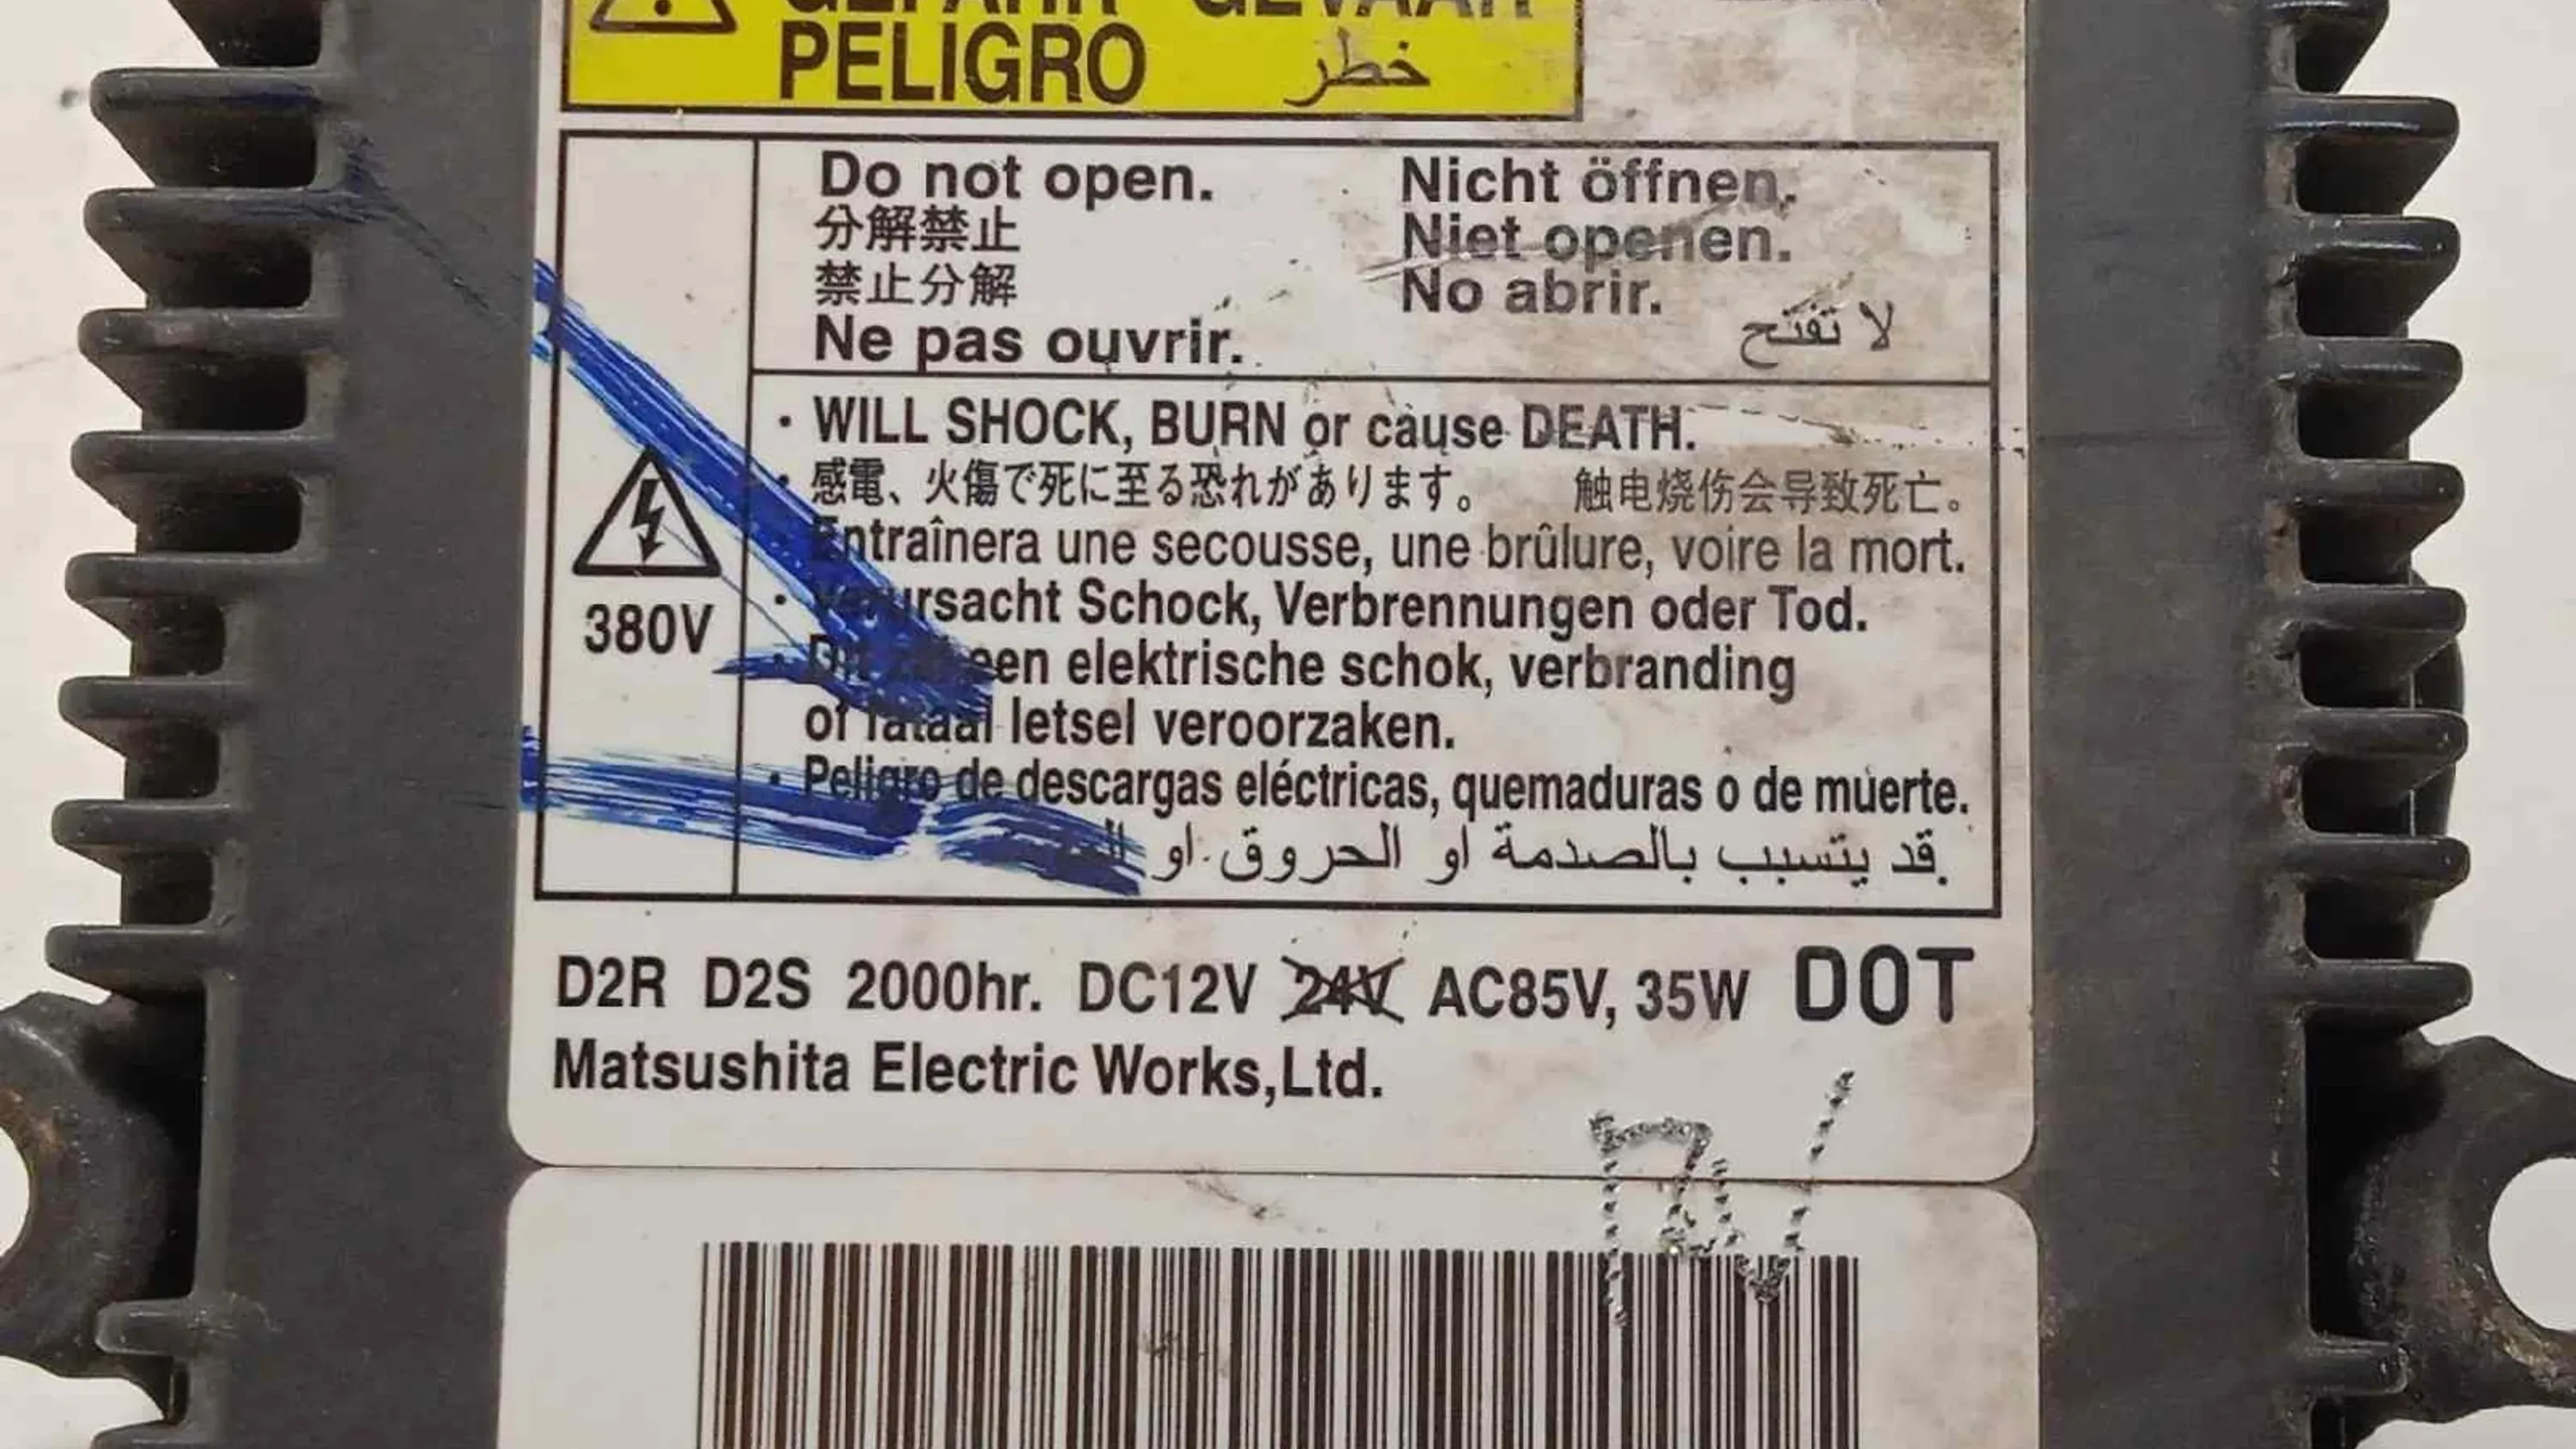 GEFAHR GEVAAR
PELIGRO خطر
Do not open. Nicht öffnen.
分解禁止 Niet openen.
禁止分解 No abrir.
Ne pas ouvrir. لا تفتح
· WILL SHOCK, BURN or cause DEATH.
· 感電、火傷で死に至る恐れがあります。 触电烧伤会导致死亡。
· Entraînera une secousse, une brûlure, voire la mort.
380V
· Verursacht Schock, Verbrennungen oder Tod.
· Dit een elektrische schok, verbranding
of fataal letsel veroorzaken.
· Peligro de descargas eléctricas, quemaduras o de muerte.
قد يتسبب بالصدمة او الحروق او
D2R D2S 2000hr. DC12V 24V AC85V, 35W DOT
Matsushita Electric Works,Ltd.